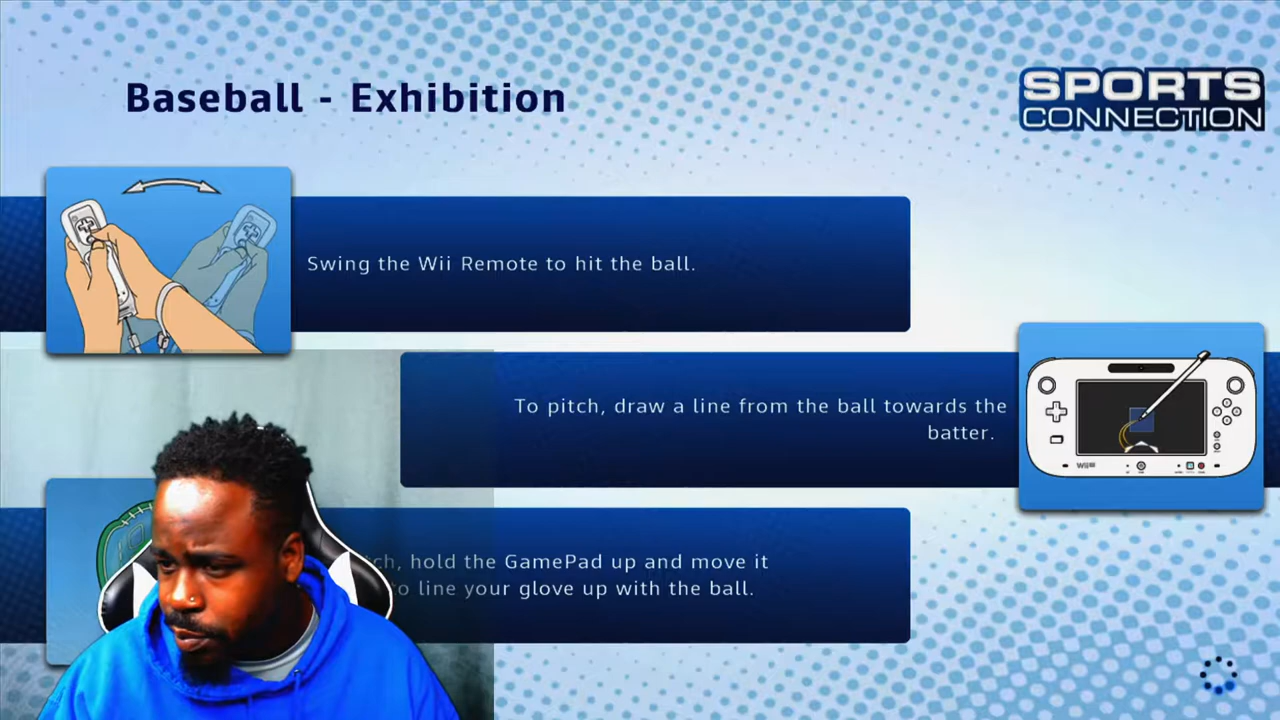 Baseball - Exhibition
SPORTS
CONNECTION
Swing the Wii Remote to hit the ball.
To pitch, draw a line from the ball towards the
batter.
hold the GamePad up and move it
to line your glove up with the ball.